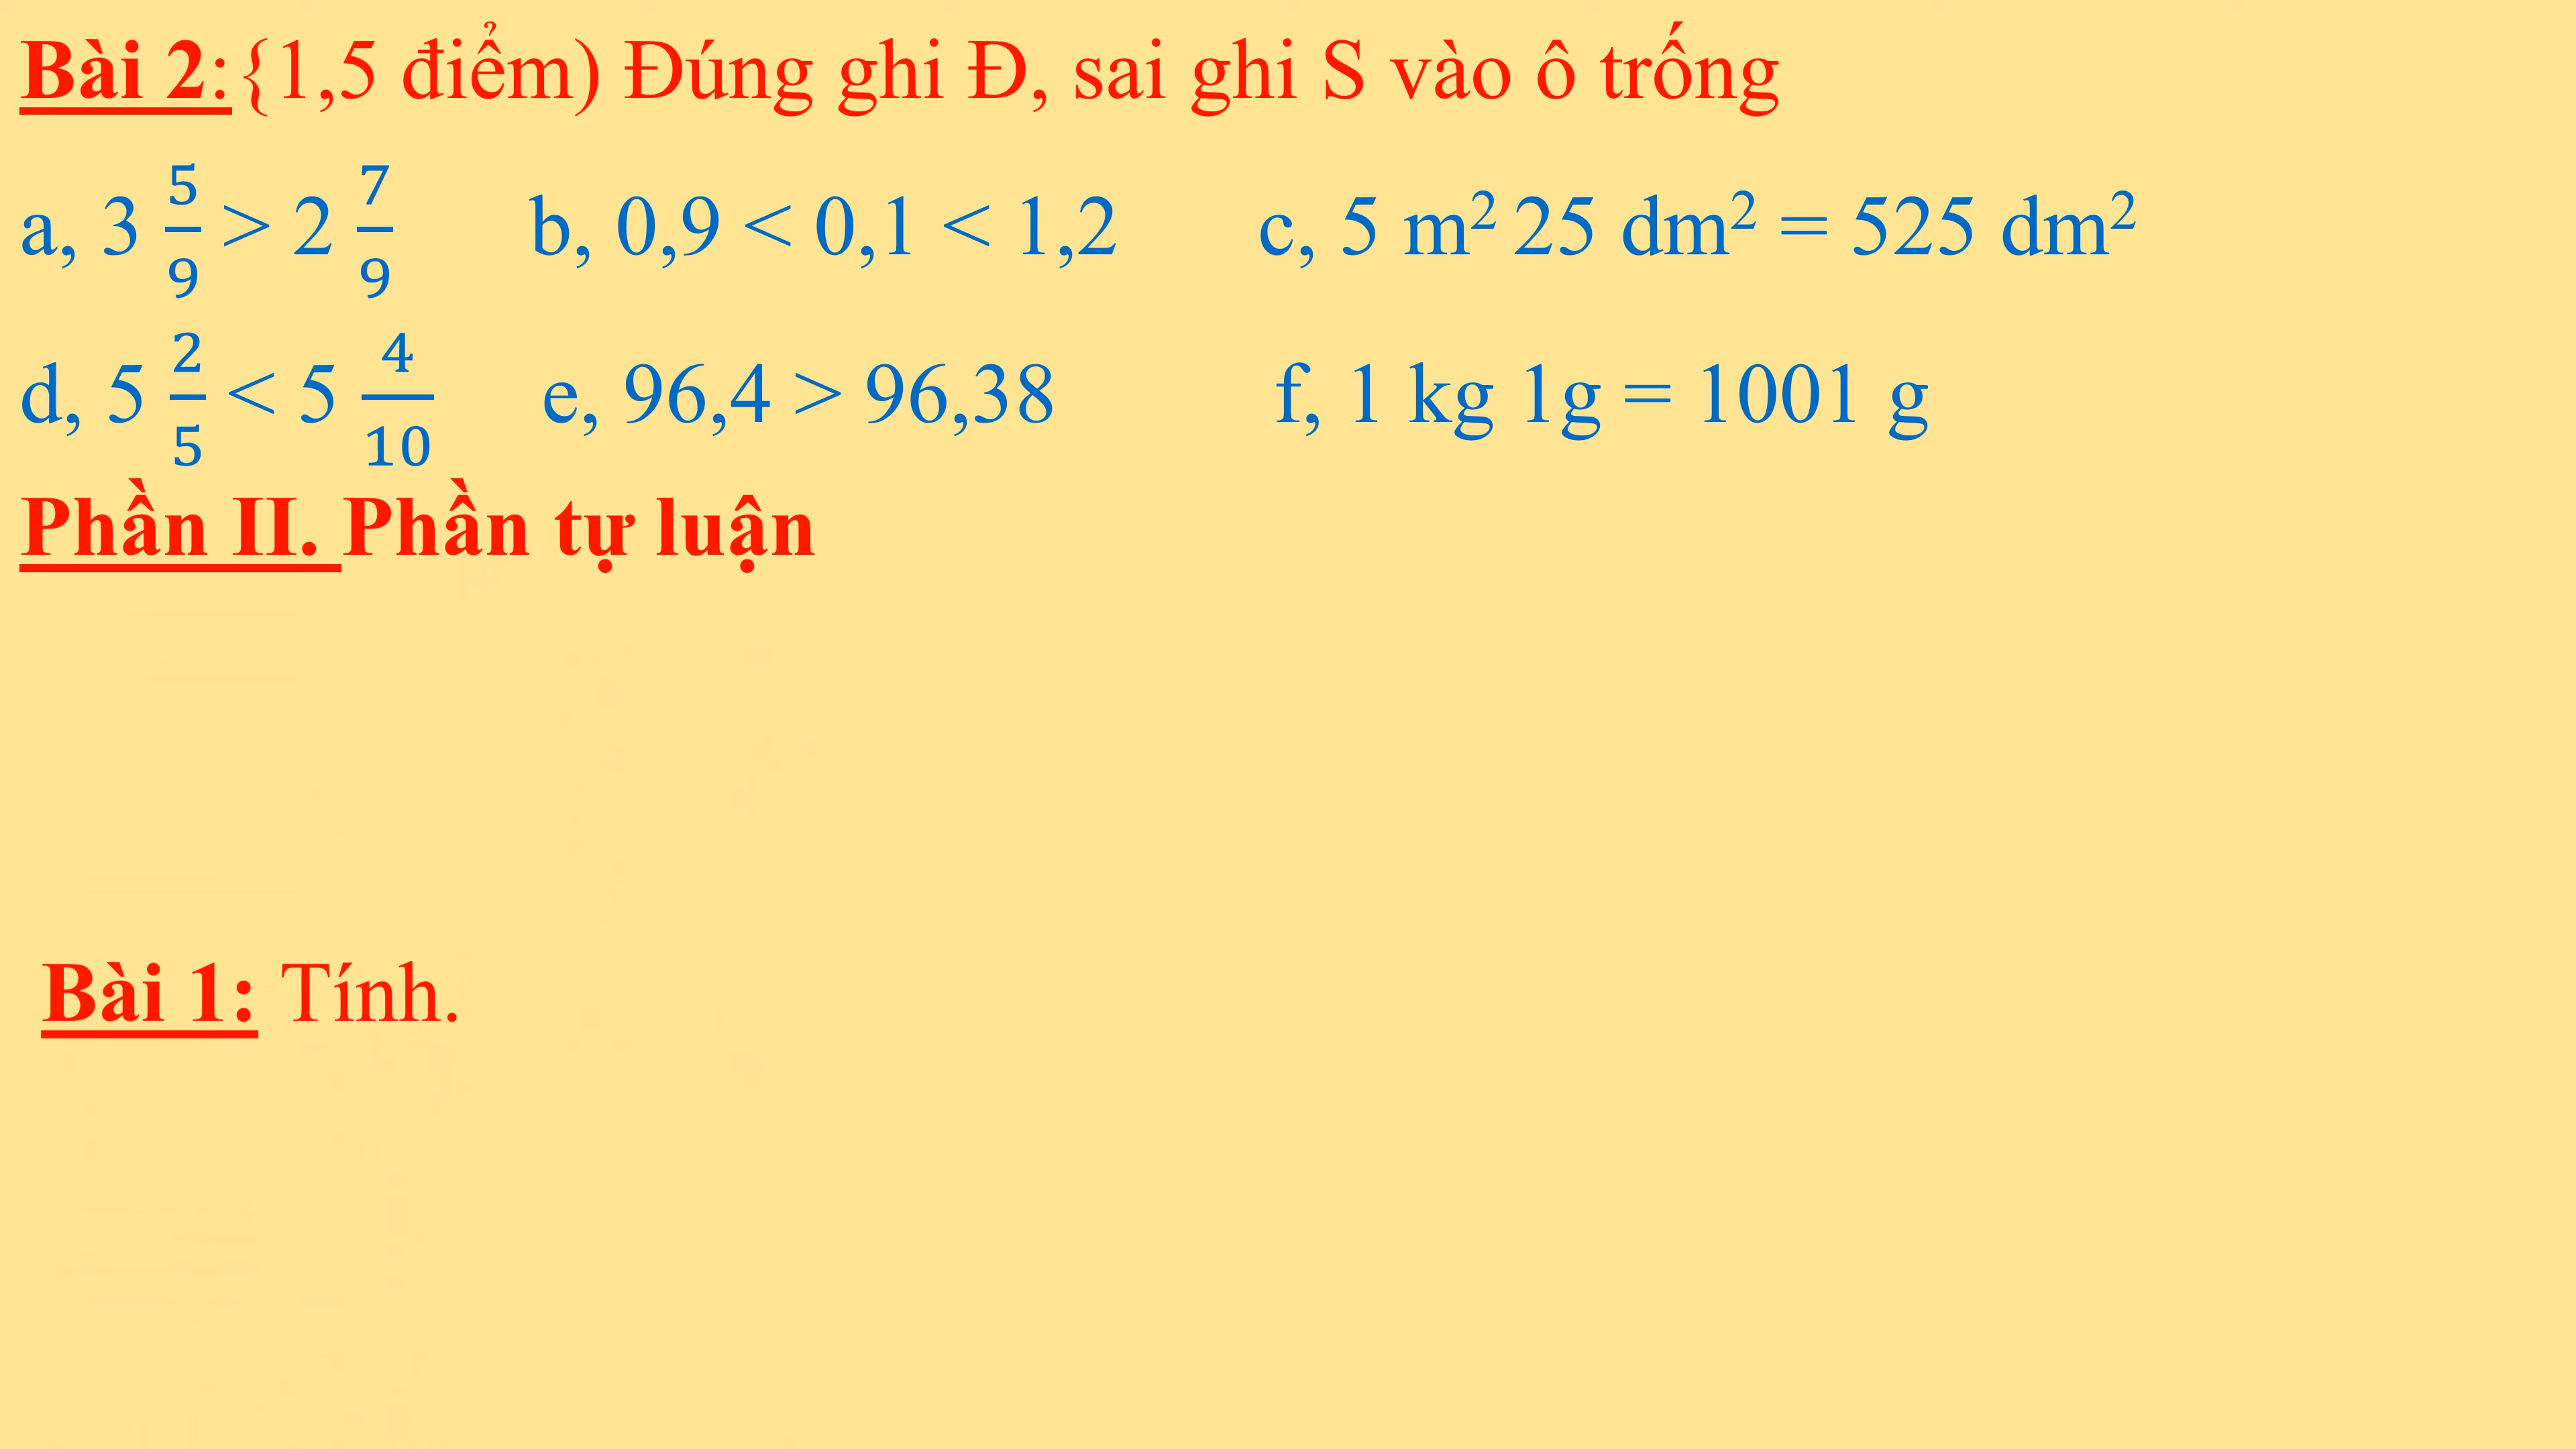 Bài 2:{1,5 điểm) Đúng ghi Đ, sai ghi S vào ô trống
a, 3 5/9 > 2 7/9 b, 0,9 < 0,1 < 1,2 c, 5 m² 25 dm² = 525 dm²
d, 5 2/5 < 5 4/10 e, 96,4 > 96,38 f, 1 kg 1g = 1001 g
Phần II. Phần tự luận
Bài 1: Tính.